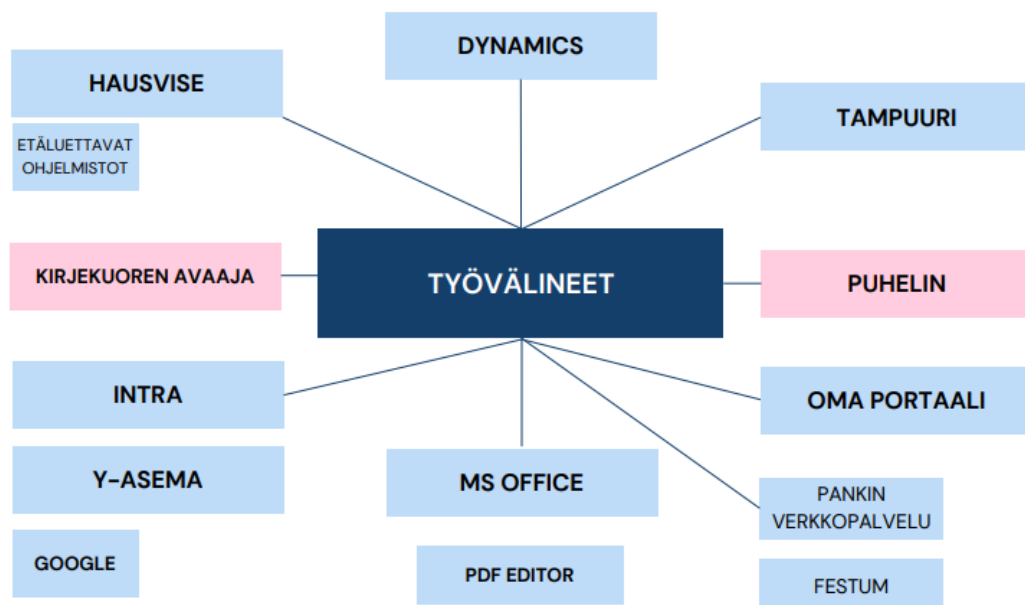 DYNAMICS
HAUSVISE
TAMPUURI
ETÄLUETTAVAT
OHJELMISTOT
KIRJEKUOREN AVAAJA
TYÖVÄLINEET
PUHELIN
INTRA
OMA PORTAALI
Y-ASEMA
MS OFFICE
PANKIN
VERKKOPALVELU
GOOGLE
PDF EDITOR
FESTUM